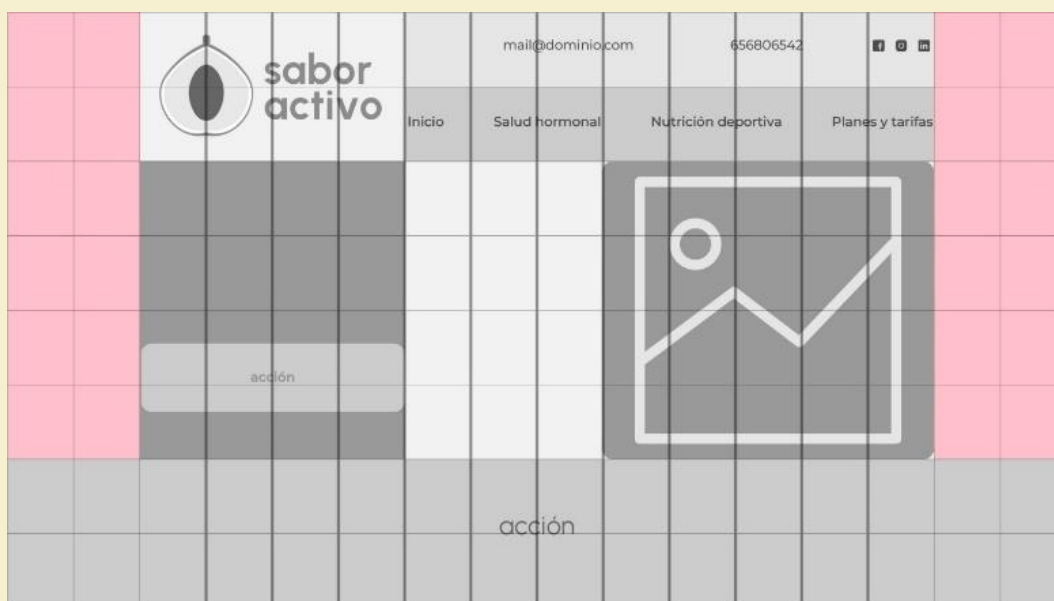 sabor
activo
mail@dominio.com
656806542
Inicio
Salud hormonal
Nutrición deportiva
Planes y tarifas
acción
acción